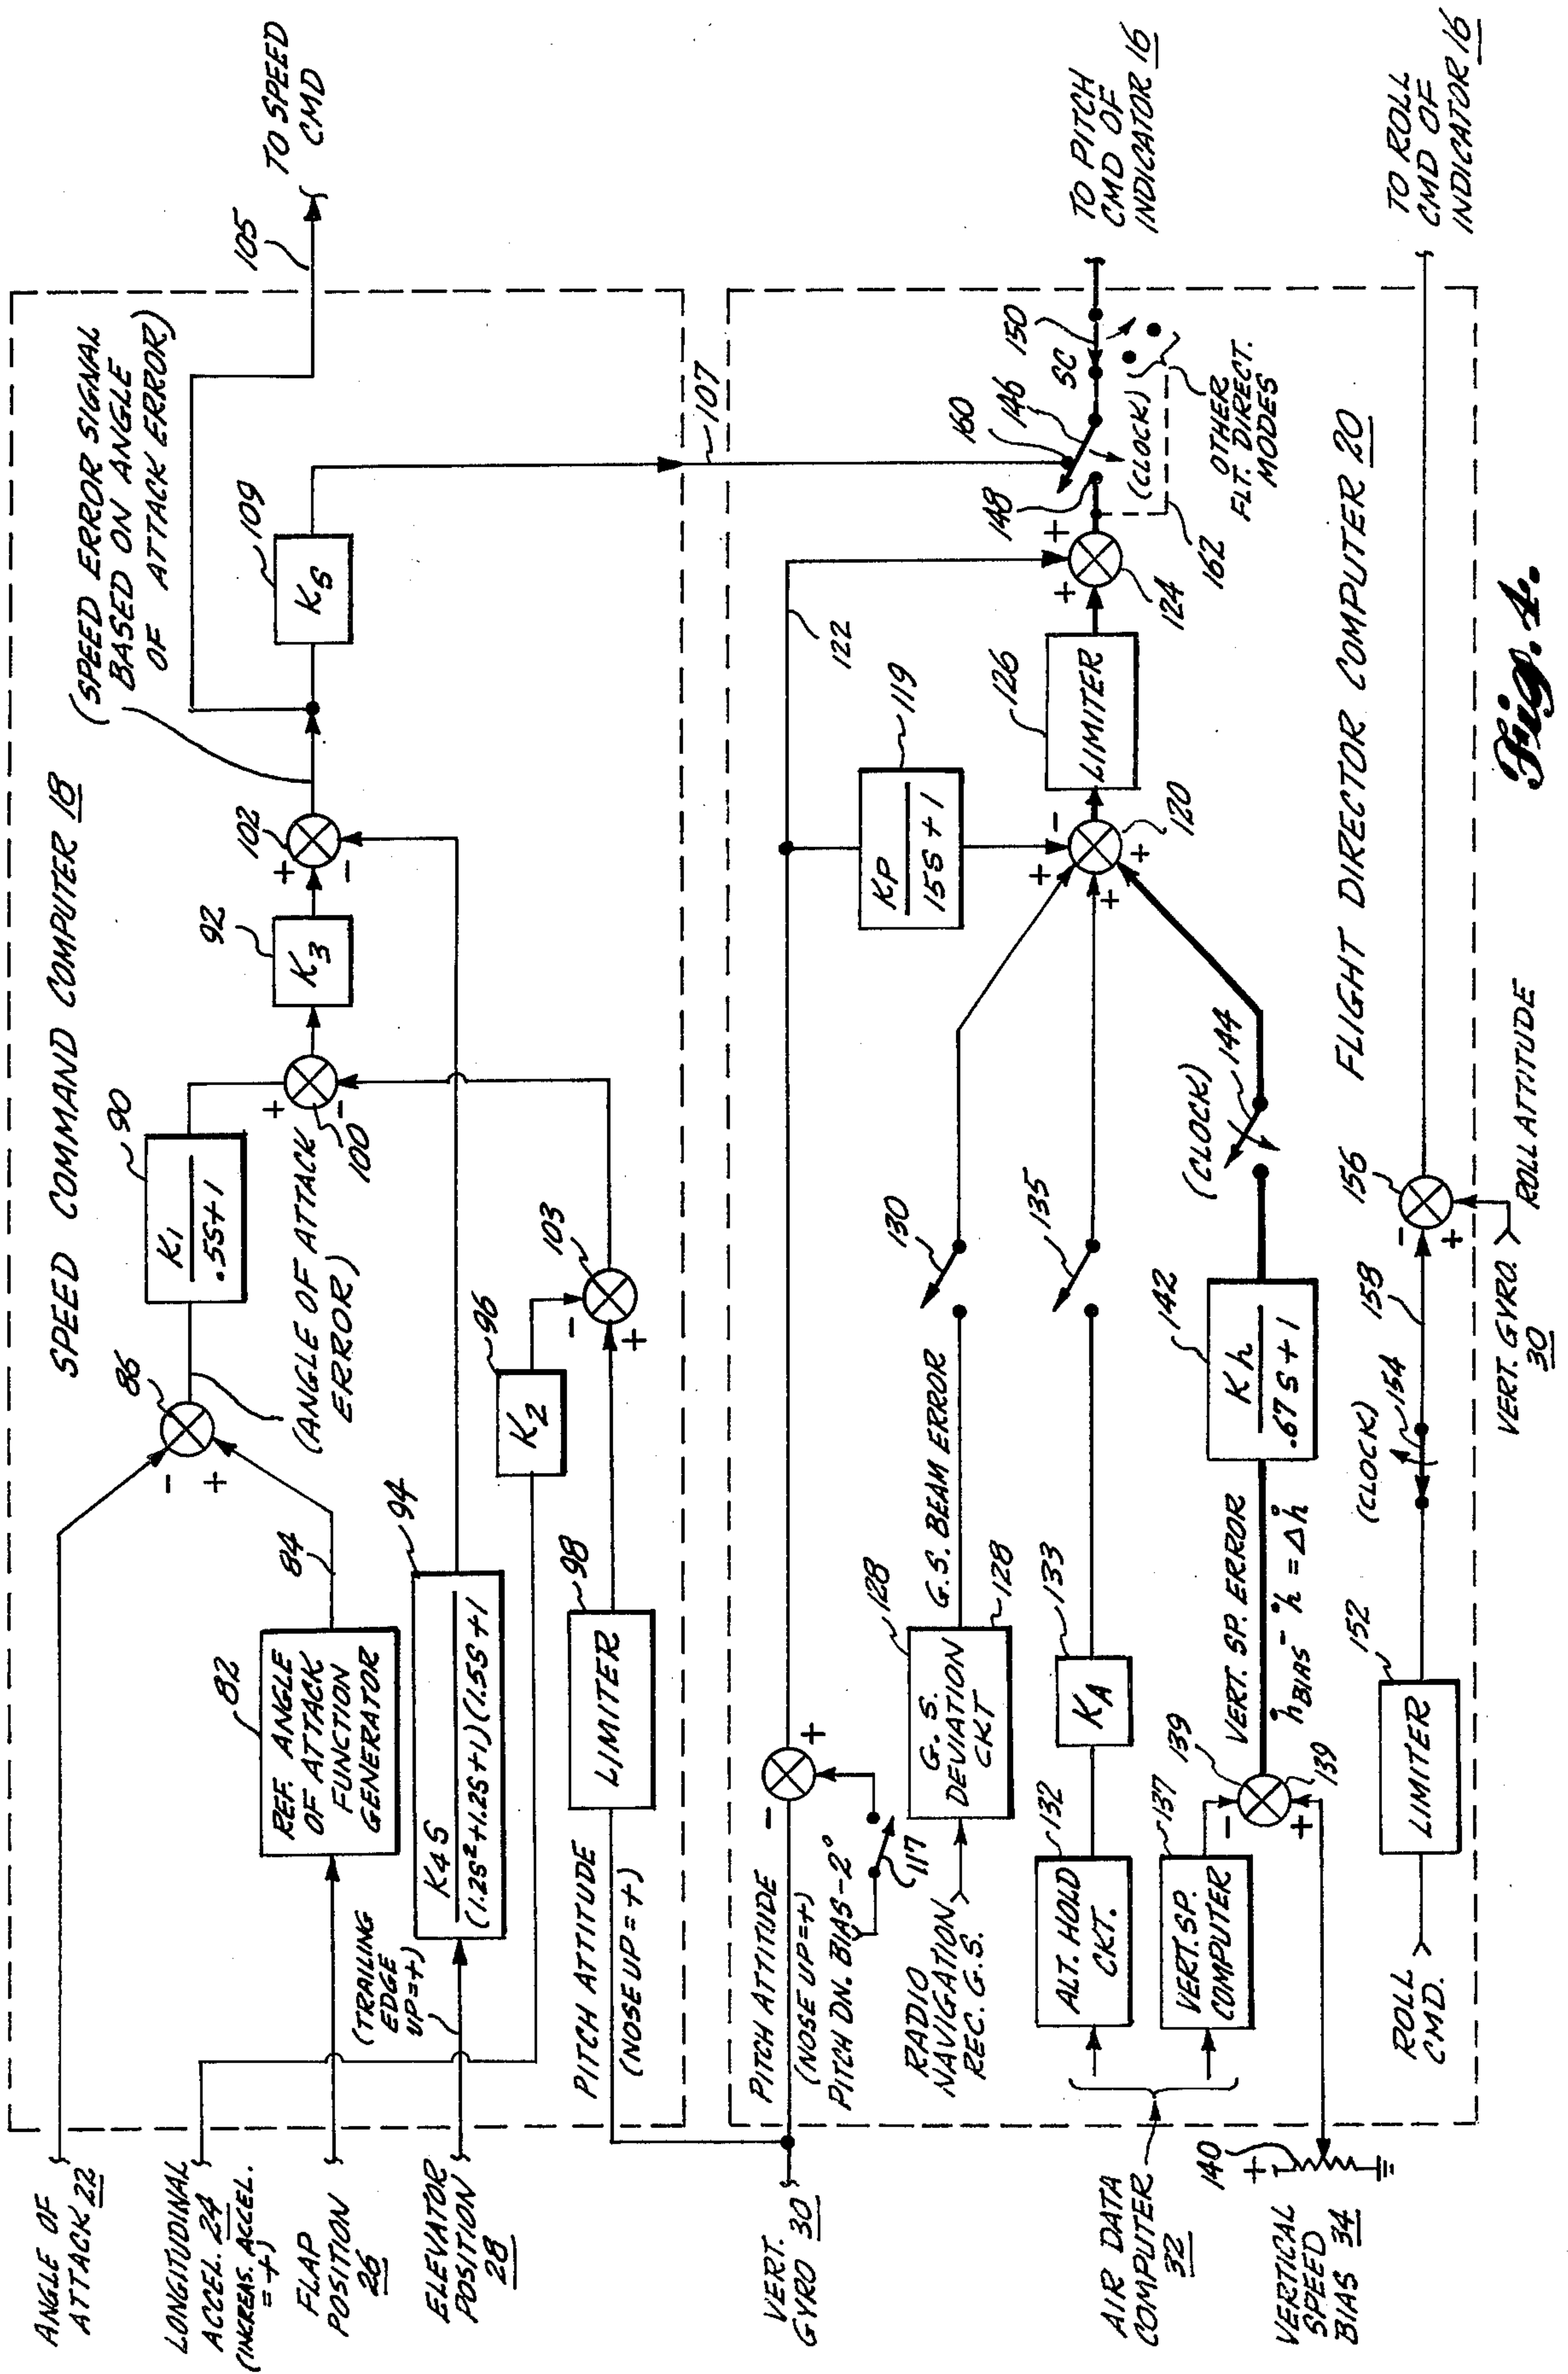 ANGLE OF
ATTACK 22
LONGITUDINAL
ACCEL. 24
(INCREAS. ACCEL.
= +)
FLAP
POSITION
26
ELEVATOR
POSITION
28
SPEED COMMAND COMPUTER 18
86
-
+
(ANGLE OF ATTACK
ERROR)
82
REF. ANGLE
OF ATTACK
FUNCTION
GENERATOR
84
90
K1
.5S+1
+
-
100
92
K3
102
+
-
(SPEED ERROR SIGNAL
BASED ON ANGLE
OF ATTACK ERROR)
105
TO SPEED
CMD
109
KS
107
(TRAILING
EDGE
UP=+)
94
K4S
(1.2S²+1.2S+1)(1.5S+1)
96
K2
103
-
+
98
LIMITER
PITCH ATTITUDE
(NOSE UP=+)
VERT.
GYRO 30
PITCH ATTITUDE
(NOSE UP=+)
PITCH DN. BIAS-2°
117
-
+
122
119
KP
15S+1
RADIO
NAVIGATION
REC. G.S.
128
G.S.
DEVIATION
CKT
128
G.S. BEAM ERROR
130
AIR DATA
COMPUTER
32
132
ALT. HOLD
CKT.
133
KA
135
137
VERT. SP.
COMPUTER
139
-
+
139
VERT. SP. ERROR
ḣBIAS - ḣ = Δḣ
142
Kh
.67S+1
(CLOCK)
144
-
+
+
+
120
126
LIMITER
+
+
124
148
160
146
SC
150
(CLOCK)
162
OTHER
FLT. DIRECT.
MODES
TO PITCH
CMD OF
INDICATOR 16
VERTICAL
SPEED
BIAS 34
140
+
ROLL
CMD.
152
LIMITER
(CLOCK)
154
158
156
-
+
VERT. GYRO.
30
ROLL ATTITUDE
FLIGHT DIRECTOR COMPUTER 20
TO ROLL
CMD OF
INDICATOR 16
Fig. 4.